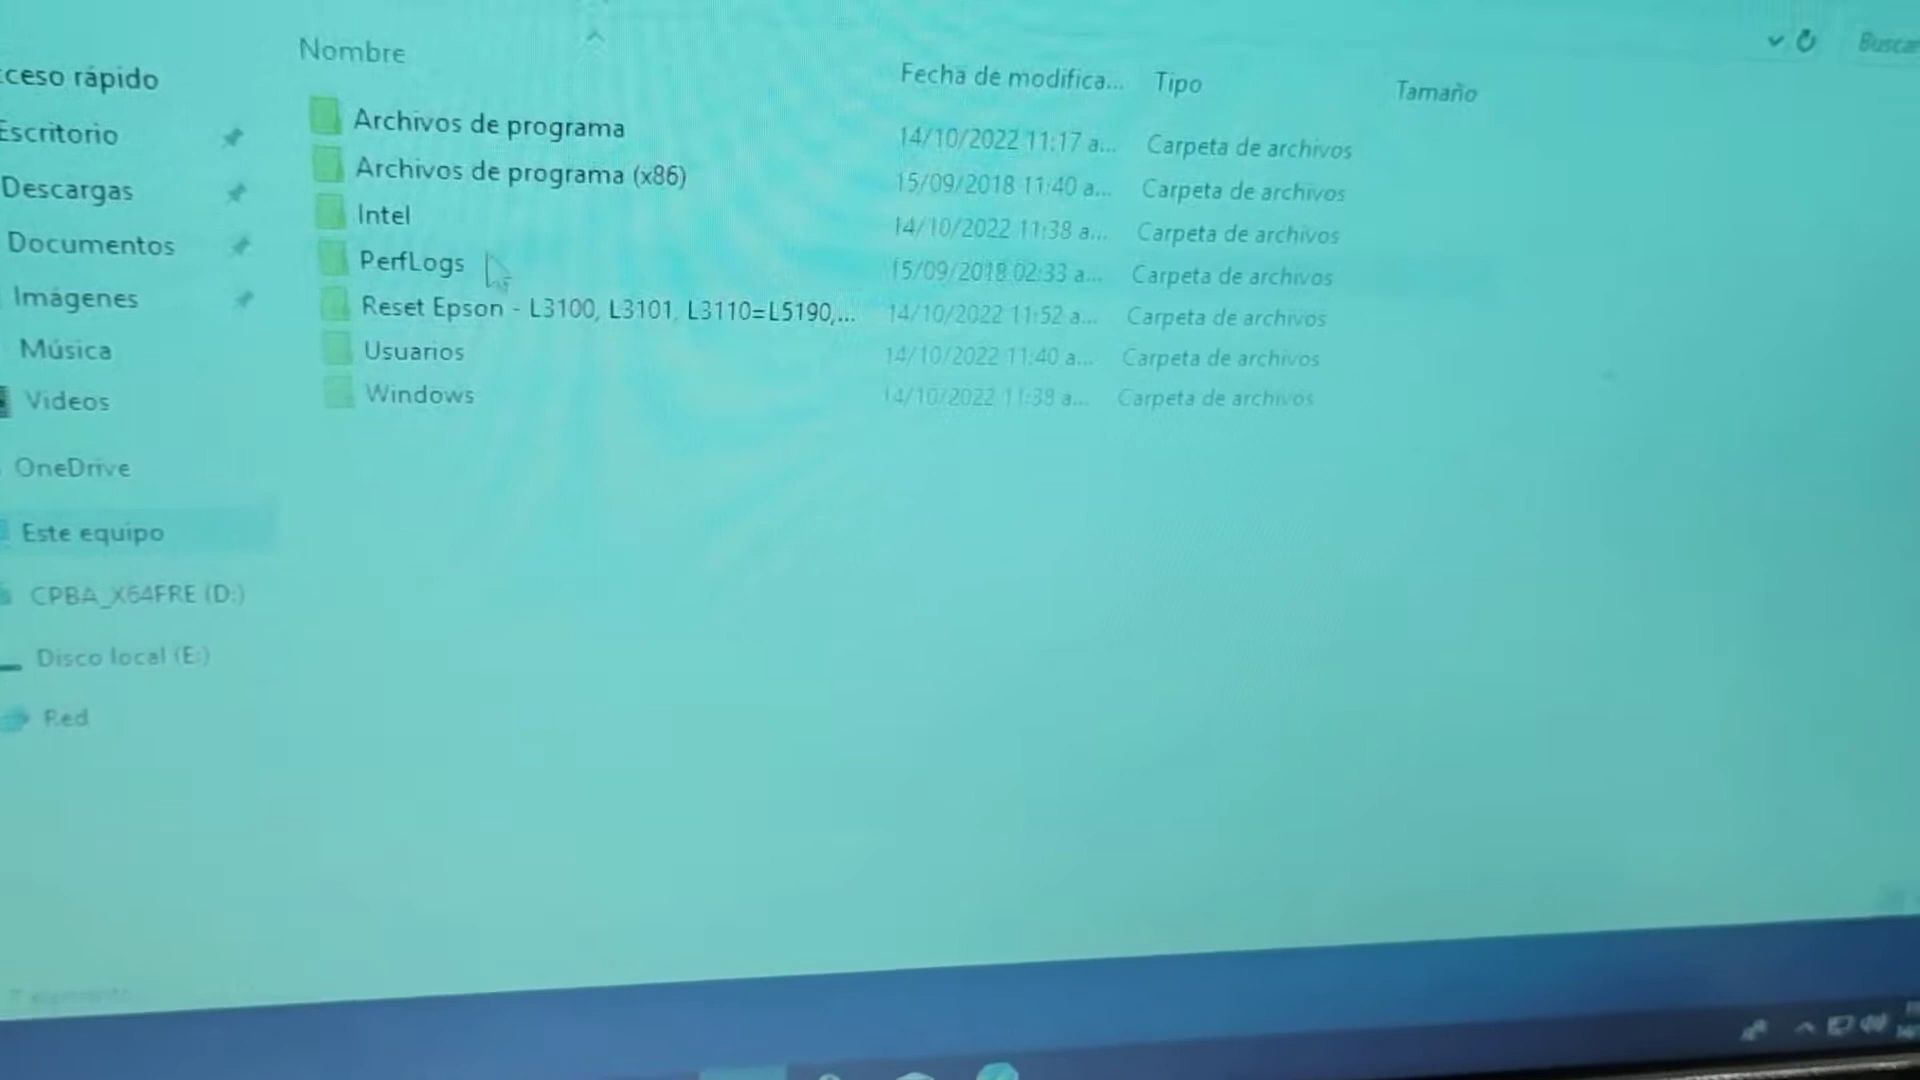 Nombre
Fecha de modifica...
Tipo
Tamaño
Buscar
ceso rápido
Escritorio
Descargas
Documentos
Imágenes
Música
Videos
OneDrive
Este equipo
CPBA_X64FRE (D:)
Disco local (E:)
Red
Archivos de programa 14/10/2022 11:17 a... Carpeta de archivos
Archivos de programa (x86) 15/09/2018 11:40 a... Carpeta de archivos
Intel 14/10/2022 11:38 a... Carpeta de archivos
PerfLogs 15/09/2018 02:33 a... Carpeta de archivos
Reset Epson - L3100, L3101, L3110=L5190,... 14/10/2022 11:52 a... Carpeta de archivos
Usuarios 14/10/2022 11:40 a... Carpeta de archivos
Windows 14/10/2022 11:38 a... Carpeta de archivos